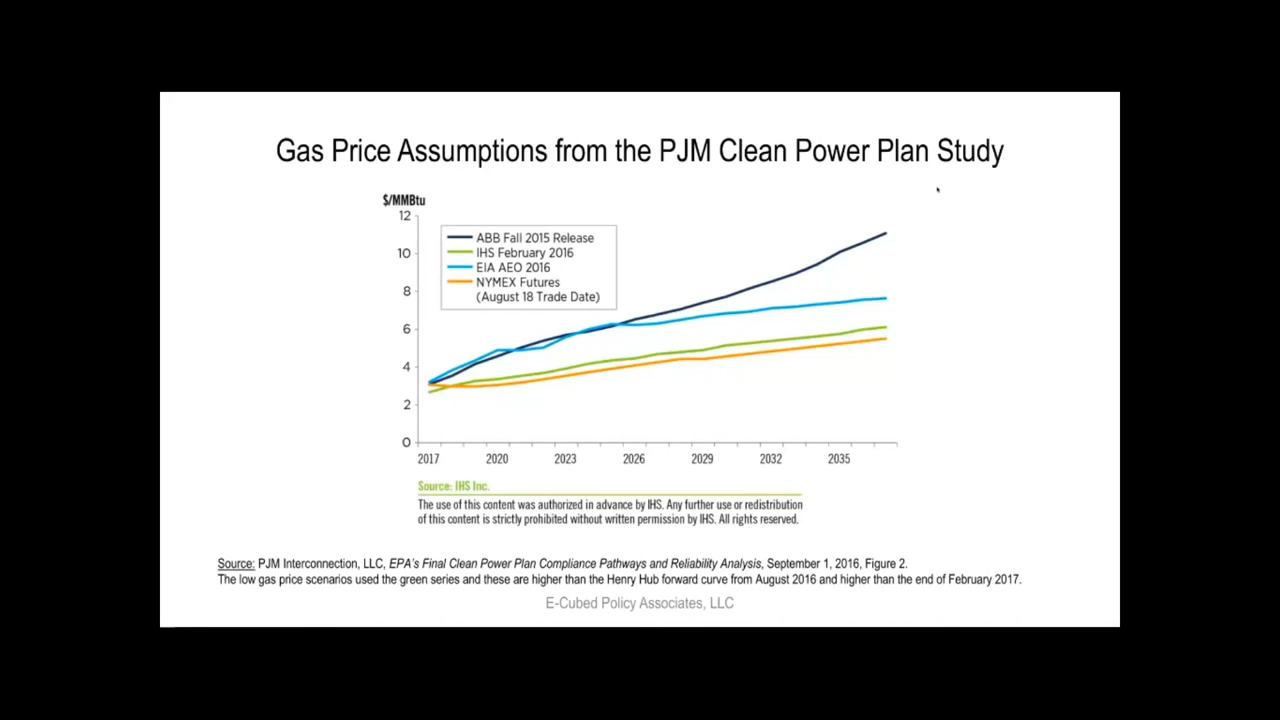 Gas Price Assumptions from the PJM Clean Power Plan Study
$/MMBtu
12
10
8
6
4
2
0
ABB Fall 2015 Release
IHS February 2016
EIA AEO 2016
NYMEX Futures
(August 18 Trade Date)
2017 2020 2023 2026 2029 2032 2035
Source: IHS Inc.
The use of this content was authorized in advance by IHS. Any further use or redistribution
of this content is strictly prohibited without written permission by IHS. All rights reserved.
Source: PJM Interconnection, LLC, EPA's Final Clean Power Plan Compliance Pathways and Reliability Analysis, September 1, 2016, Figure 2.
The low gas price scenarios used the green series and these are higher than the Henry Hub forward curve from August 2016 and higher than the end of February 2017.
E-Cubed Policy Associates, LLC